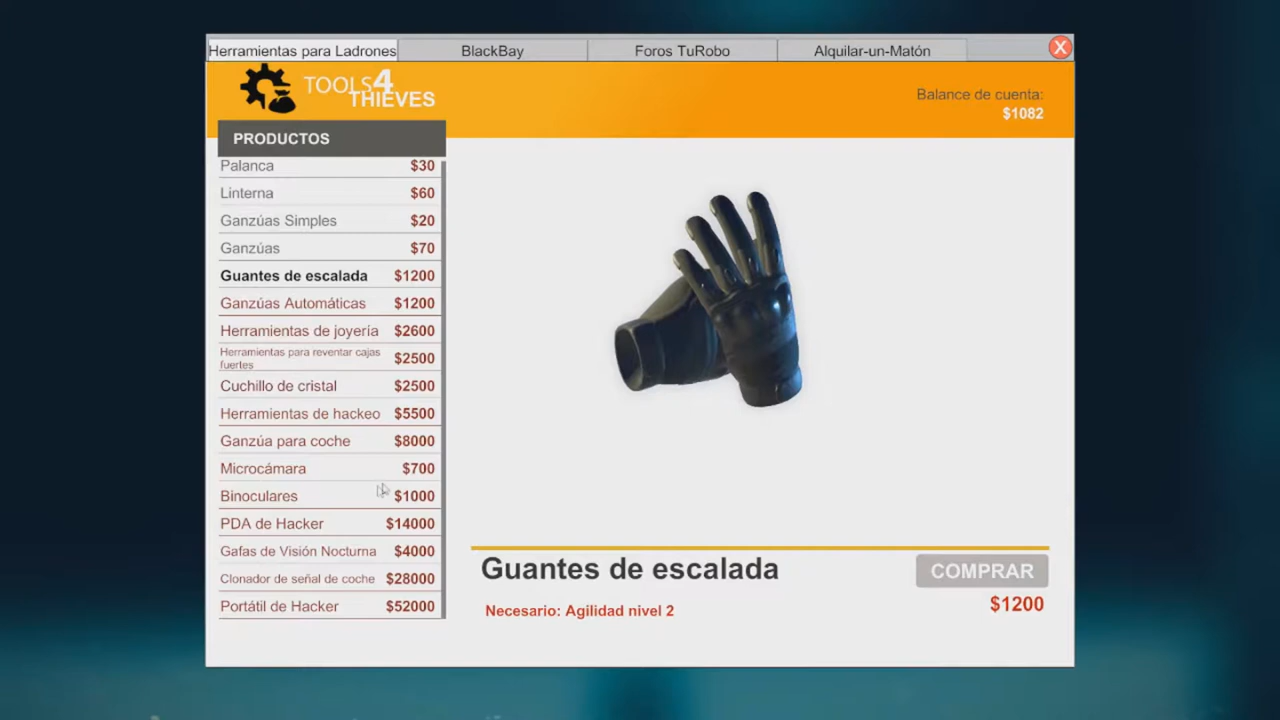 Herramientas para Ladrones
BlackBay
Foros TuRobo
Alquilar-un-Matón
X
TOOLS4
THIEVES
Balance de cuenta:
$1082
PRODUCTOS
Palanca $30
Linterna $60
Ganzúas Simples $20
Ganzúas $70
Guantes de escalada $1200
Ganzúas Automáticas $1200
Herramientas de joyería $2600
Herramientas para reventar cajas
fuertes $2500
Cuchillo de cristal $2500
Herramientas de hackeo $5500
Ganzúa para coche $8000
Microcámara $700
Binoculares $1000
PDA de Hacker $14000
Gafas de Visión Nocturna $4000
Clonador de señal de coche $28000
Portátil de Hacker $52000
Guantes de escalada
COMPRAR
Necesario: Agilidad nivel 2
$1200